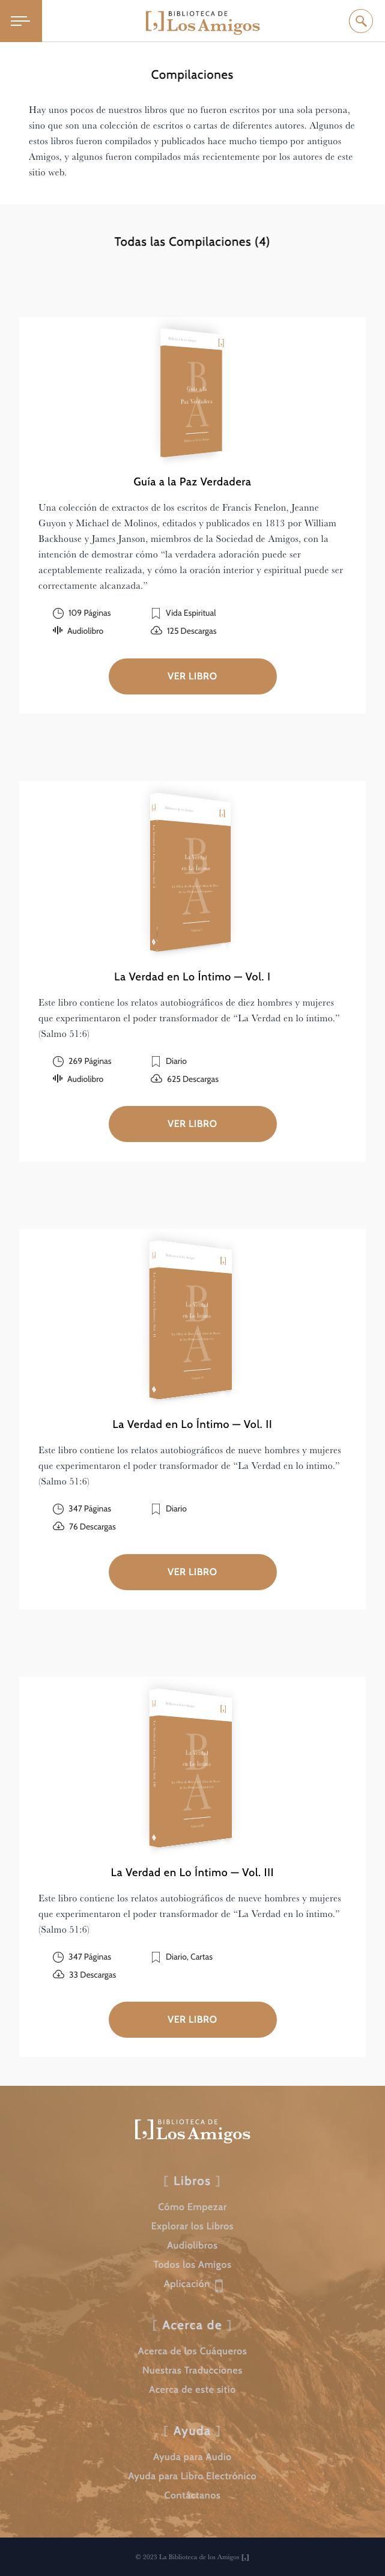 BIBLIOTECA DE
Los Amigos
Compilaciones
Hay unos pocos de nuestros libros que no fueron escritos por una sola persona,
sino que son una colección de escritos o cartas de diferentes autores. Algunos de
estos libros fueron compilados y publicados hace mucho tiempo por antiguos
Amigos, y algunos fueron compilados más recientemente por los autores de este
sitio web.
Todas las Compilaciones (4)
Guía a la
Paz Verdadera
Guía a la Paz Verdadera
Una colección de extractos de los escritos de Francis Fenelon, Jeanne
Guyon y Michael de Molinos, editados y publicados en 1813 por William
Backhouse y James Janson, miembros de la Sociedad de Amigos, con la
intención de demostrar cómo “la verdadera adoración puede ser
aceptablemente realizada, y cómo la oración interior y espiritual puede ser
correctamente alcanzada.”
109 Páginas
Vida Espiritual
Audiolibro
125 Descargas
VER LIBRO
La Verdad
en Lo Íntimo
La Verdad en Lo Íntimo — Vol. I
Este libro contiene los relatos autobiográficos de diez hombres y mujeres
que experimentaron el poder transformador de “La Verdad en lo íntimo.”
(Salmo 51:6)
269 Páginas
Diario
Audiolibro
625 Descargas
VER LIBRO
La Verdad
en Lo Íntimo
La Verdad en Lo Íntimo — Vol. II
Este libro contiene los relatos autobiográficos de nueve hombres y mujeres
que experimentaron el poder transformador de “La Verdad en lo íntimo.”
(Salmo 51:6)
347 Páginas
Diario
76 Descargas
VER LIBRO
La Verdad
en Lo Íntimo
La Verdad en Lo Íntimo — Vol. III
Este libro contiene los relatos autobiográficos de nueve hombres y mujeres
que experimentaron el poder transformador de “La Verdad en lo íntimo.”
(Salmo 51:6)
347 Páginas
Diario, Cartas
33 Descargas
VER LIBRO
BIBLIOTECA DE
Los Amigos
[ Libros ]
Cómo Empezar
Explorar los Libros
Audiolibros
Todos los Amigos
Aplicación
[ Acerca de ]
Acerca de los Cuáqueros
Nuestras Traducciones
Acerca de este sitio
[ Ayuda ]
Ayuda para Audio
Ayuda para Libro Electrónico
Contáctanos
© 2023 La Biblioteca de los Amigos